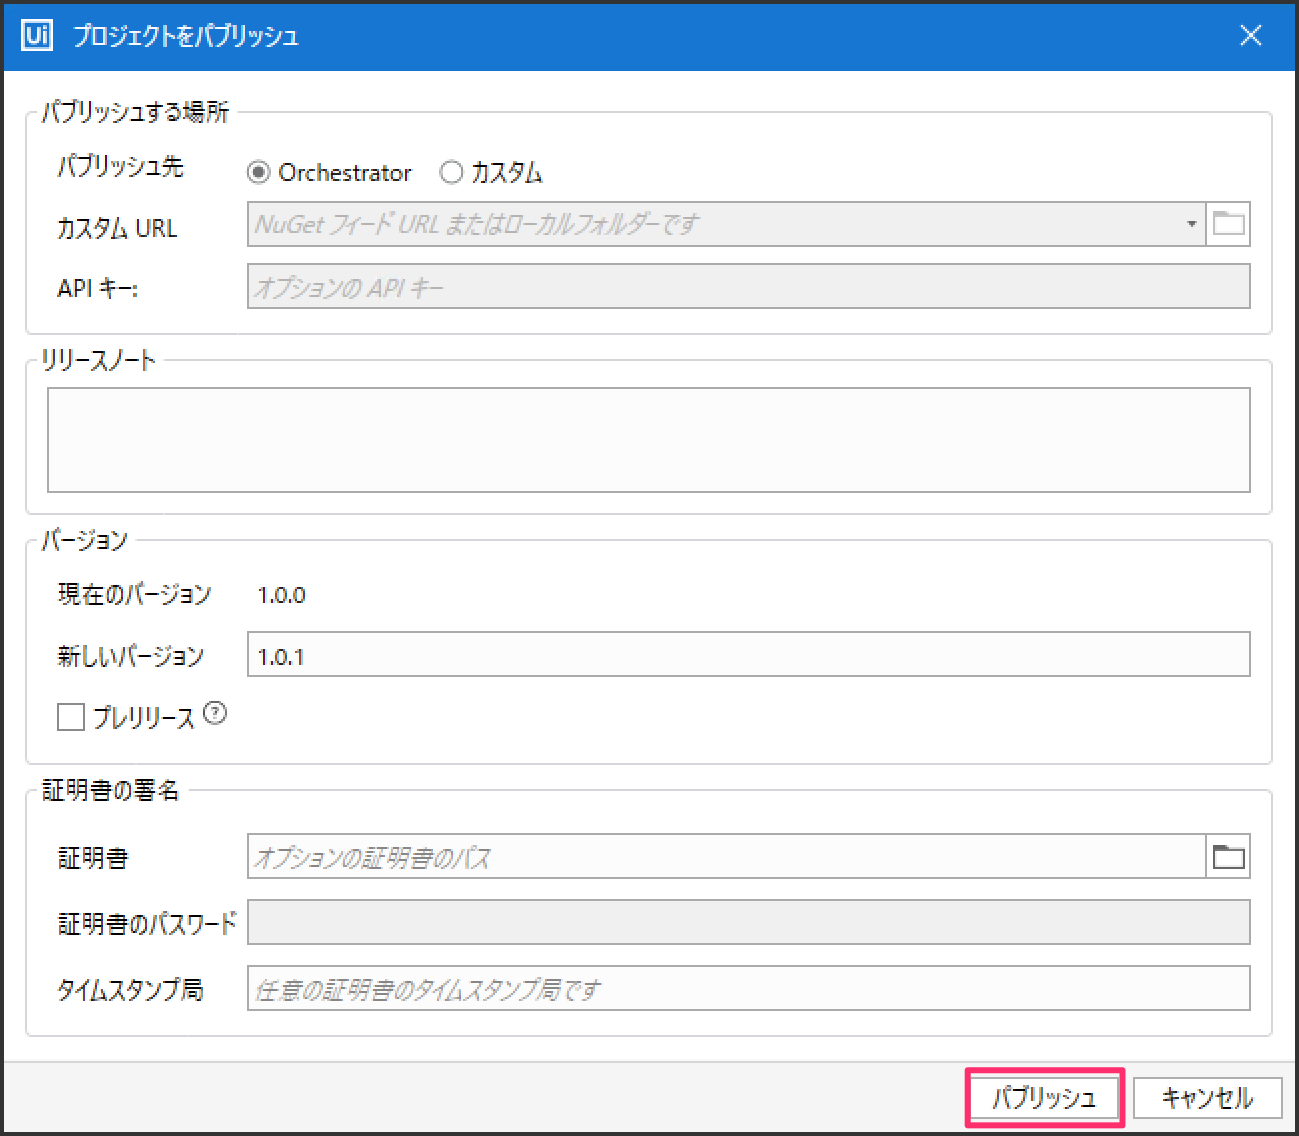 Ui プロジェクトをパブリッシュ
パブリッシュする場所
パブリッシュ先 Orchestrator カスタム
カスタム URL NuGet フィード URL またはローカルフォルダーです
API キー: オプションの API キー
リリースノート
バージョン
現在のバージョン 1.0.0
新しいバージョン 1.0.1
プレリリース ?
証明書の署名
証明書 オプションの証明書のパス
証明書のパスワード
タイムスタンプ局 任意の証明書のタイムスタンプ局です
パブリッシュ キャンセル